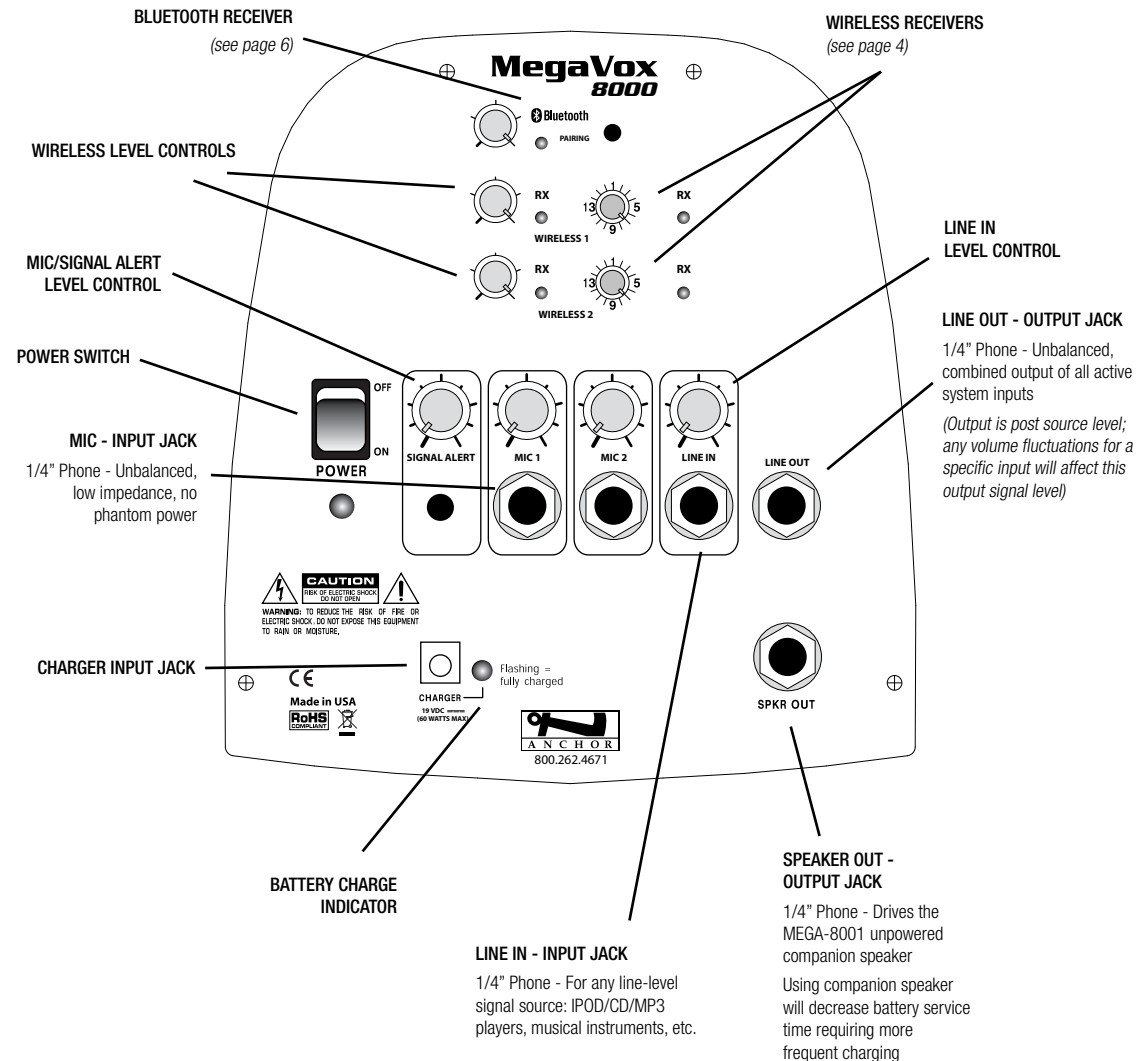 BLUETOOTH RECEIVER
(see page 6)
WIRELESS RECEIVERS
(see page 4)
MegaVox
8000
Bluetooth
PAIRING
WIRELESS LEVEL CONTROLS
RX
1
13 5
9
RX
WIRELESS 1
RX
1
13 5
9
RX
WIRELESS 2
MIC/SIGNAL ALERT
LEVEL CONTROL
LINE IN
LEVEL CONTROL
POWER SWITCH
OFF
ON
POWER
SIGNAL ALERT
MIC 1
MIC 2
LINE IN
LINE OUT
LINE OUT - OUTPUT JACK
1/4” Phone - Unbalanced,
combined output of all active
system inputs
(Output is post source level;
any volume fluctuations for a
specific input will affect this
output signal level)
MIC - INPUT JACK
1/4” Phone - Unbalanced,
low impedance, no
phantom power
CAUTION
RISK OF ELECTRIC SHOCK
DO NOT OPEN
WARNING: TO REDUCE THE RISK OF FIRE OR
ELECTRIC SHOCK. DO NOT EXPOSE THIS EQUIPMENT
TO RAIN OR MOISTURE.
CHARGER INPUT JACK
CE
Made in USA
RoHS
COMPLIANT
CHARGER
19 VDC
(60 WATTS MAX)
Flashing =
fully charged
ANCHOR
800.262.4671
SPKR OUT
BATTERY CHARGE
INDICATOR
LINE IN - INPUT JACK
1/4” Phone - For any line-level
signal source: IPOD/CD/MP3
players, musical instruments, etc.
SPEAKER OUT -
OUTPUT JACK
1/4” Phone - Drives the
MEGA-8001 unpowered
companion speaker
Using companion speaker
will decrease battery service
time requiring more
frequent charging